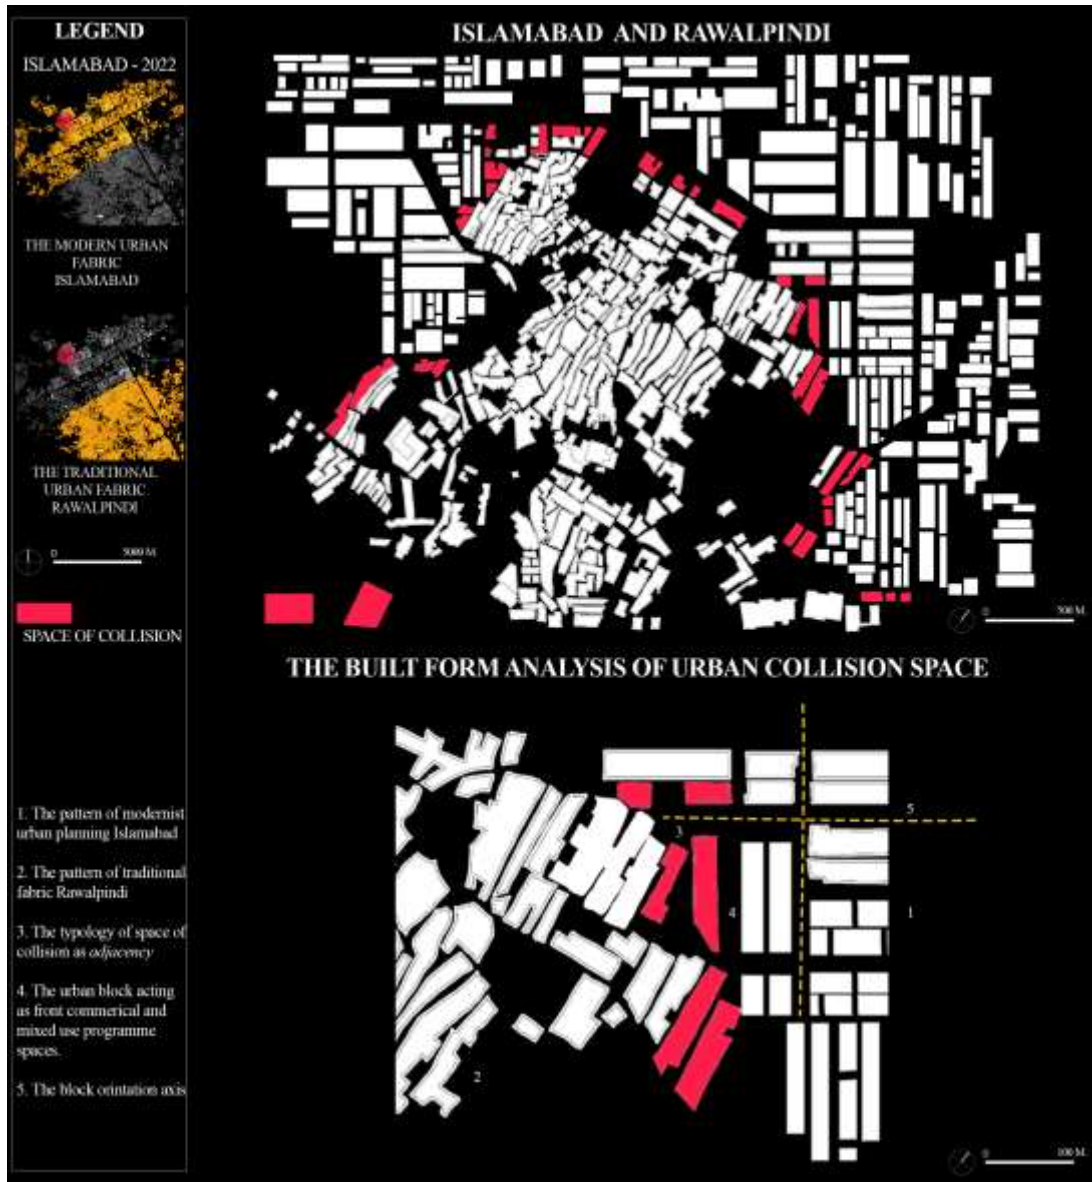 LEGEND
ISLAMABAD - 2022
THE MODERN URBAN
FABRIC
ISLAMABAD
THE TRADITIONAL
URBAN FABRIC
RAWALPINDI
0 5000 M.
SPACE OF COLLISION
1. The pattern of modernist
urban planning Islamabad
2. The pattern of traditional
fabric Rawalpindi
3. The typology of space of
collision as adjacency
4. The urban block acting
as front commerical and
mixed use programme
spaces.
5. The block orintation axis
ISLAMABAD AND RAWALPINDI
0 500 M.
THE BUILT FORM ANALYSIS OF URBAN COLLISION SPACE
5
3
4
1
2
0 100 M.